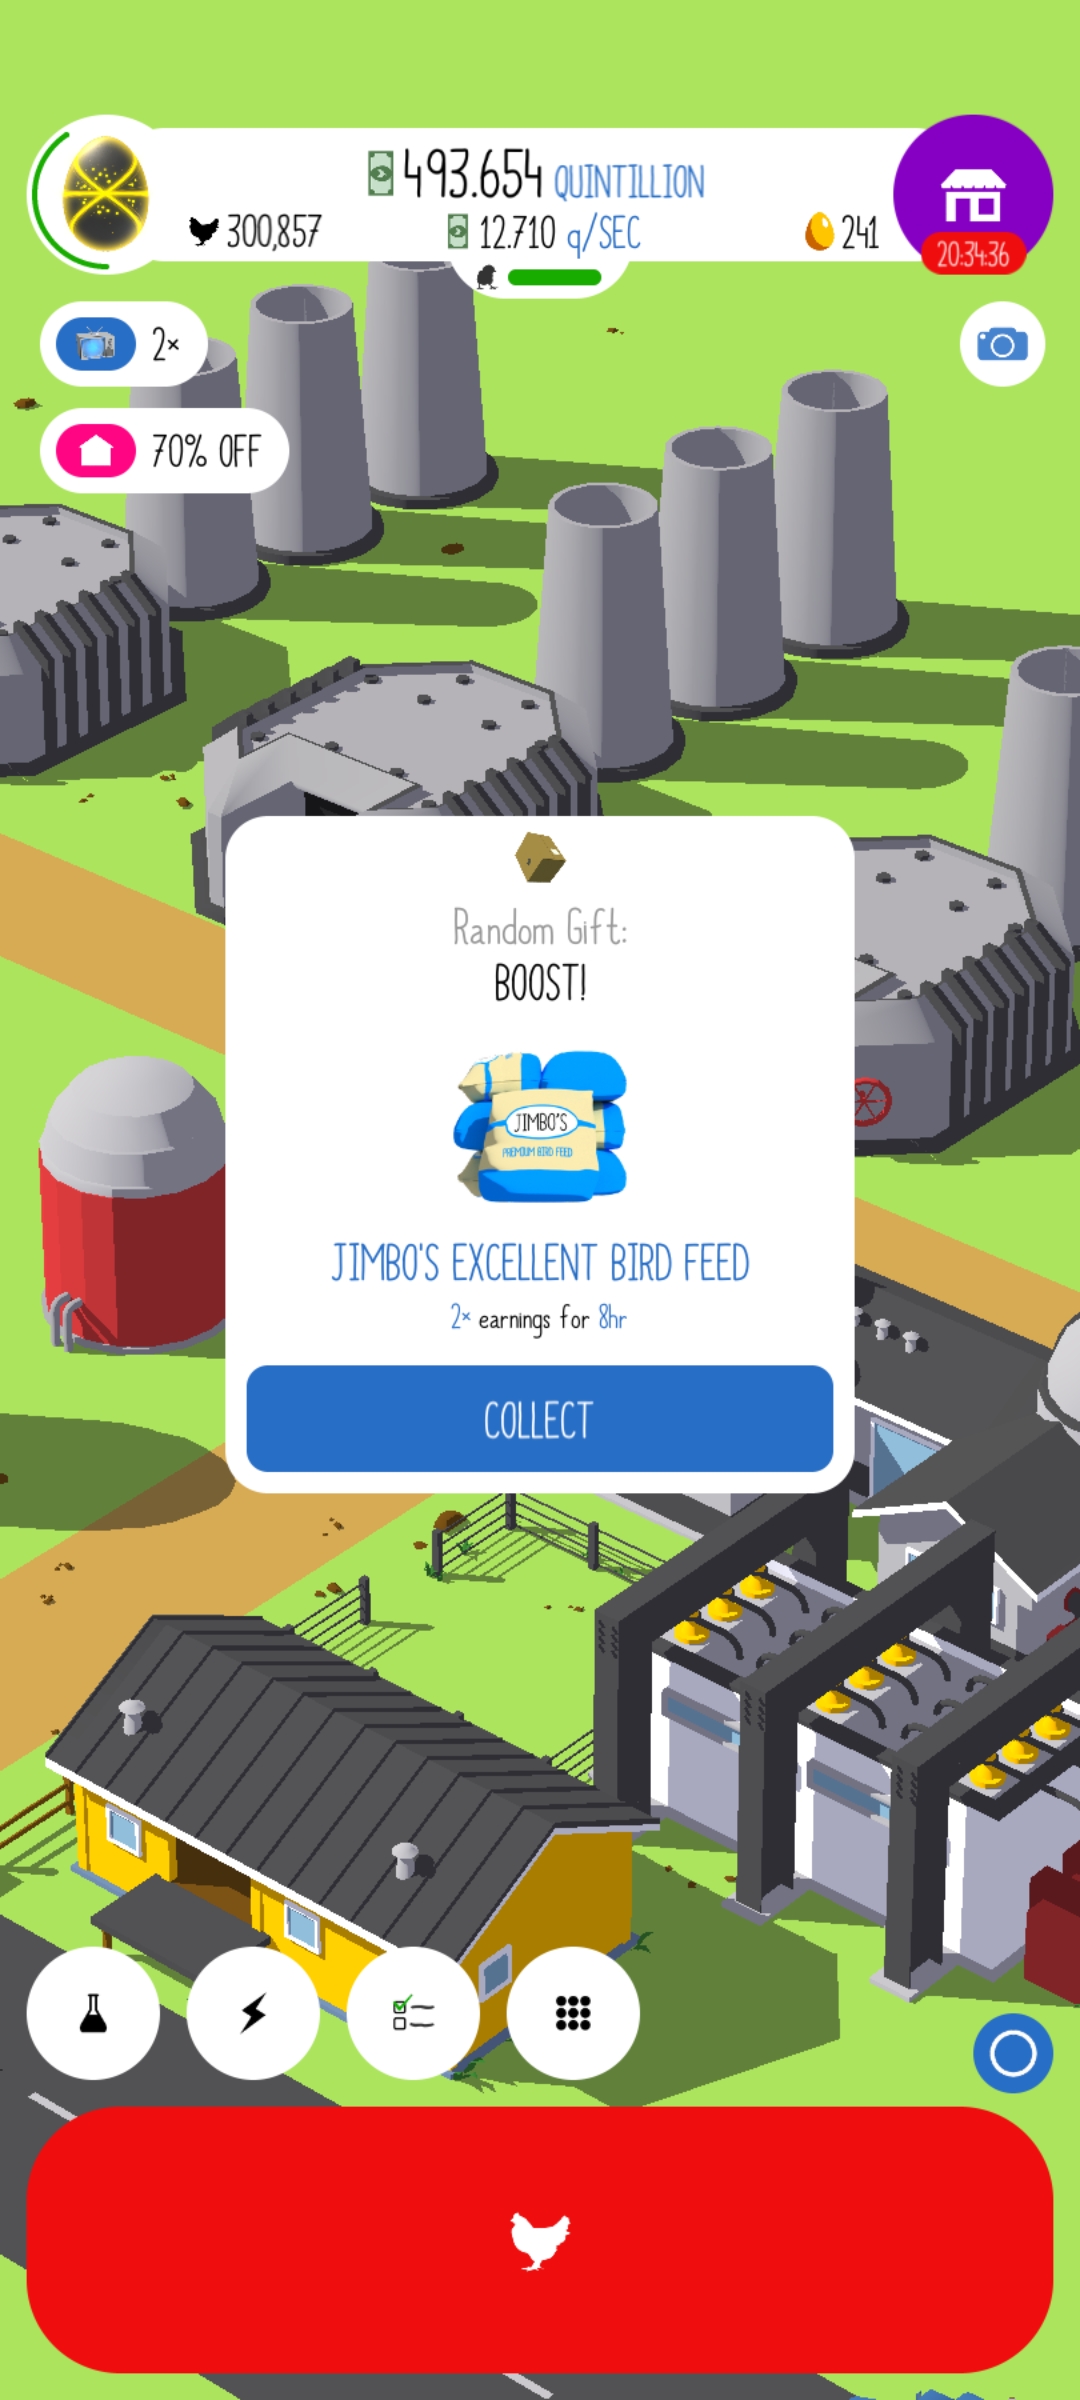 493.654 QUINTILLION
300,857
12.710 q/SEC
241
20:34:36
2×
70% OFF
Random Gift:
BOOST!
JIMBO'S
PREMIUM BIRD FEED
JIMBO'S EXCELLENT BIRD FEED
2× earnings for 8hr
COLLECT